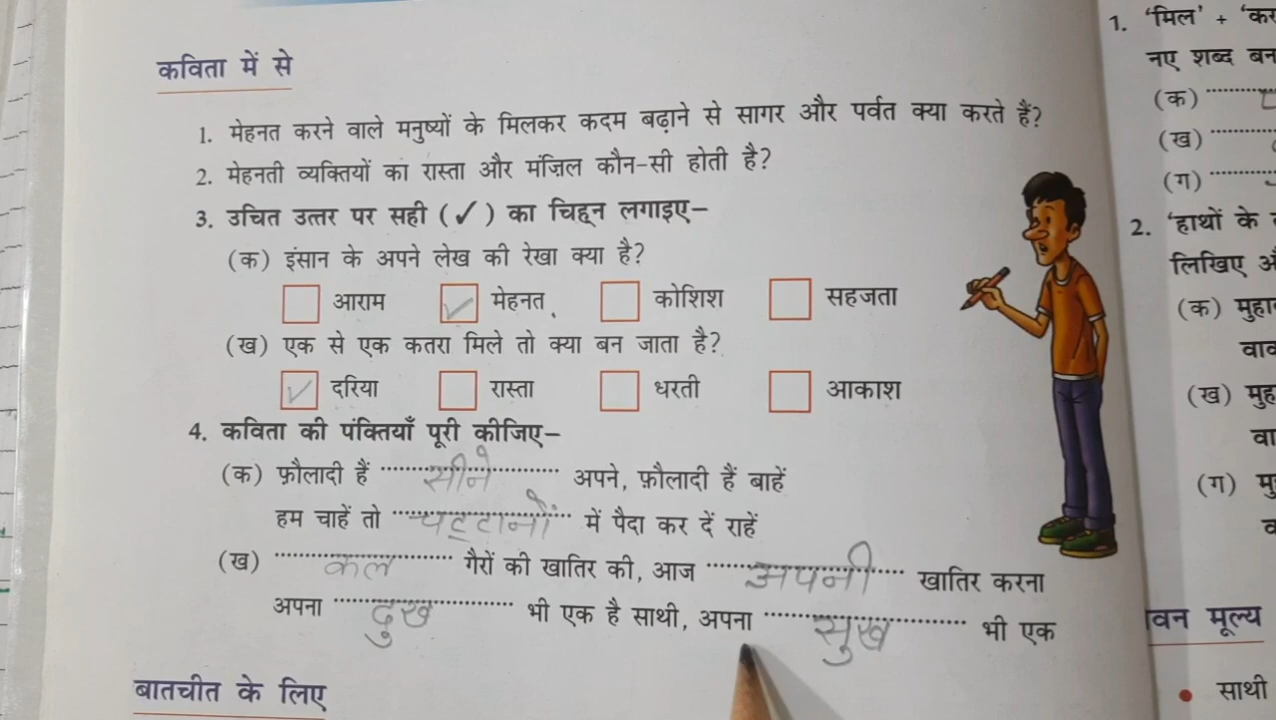 कविता में से
1. मेहनत करने वाले मनुष्यों के मिलकर कदम बढ़ाने से सागर और पर्वत क्या करते हैं?
2. मेहनती व्यक्तियों का रास्ता और मंज़िल कौन-सी होती है?
3. उचित उत्तर पर सही (✓) का चिह्न लगाइए–
(क) इंसान के अपने लेख की रेखा क्या है?
आराम ✓ मेहनत कोशिश सहजता
(ख) एक से एक कतरा मिले तो क्या बन जाता है?
✓ दरिया रास्ता धरती आकाश
4. कविता की पंक्तियाँ पूरी कीजिए–
(क) फ़ौलादी हैं सीने अपने, फ़ौलादी हैं बाहें
हम चाहें तो चट्टानों में पैदा कर दें राहें
(ख) कल गैरों की खातिर की, आज अपनी खातिर करना
अपना दुख भी एक है साथी, अपना सुख भी एक
बातचीत के लिए
1. 'मिल' + 'कर
नए शब्द
(क)
(ख)
(ग)
2. 'हाथों के
लिखिए
(क)
(ख)
(ग)
मूल्य
• साथी